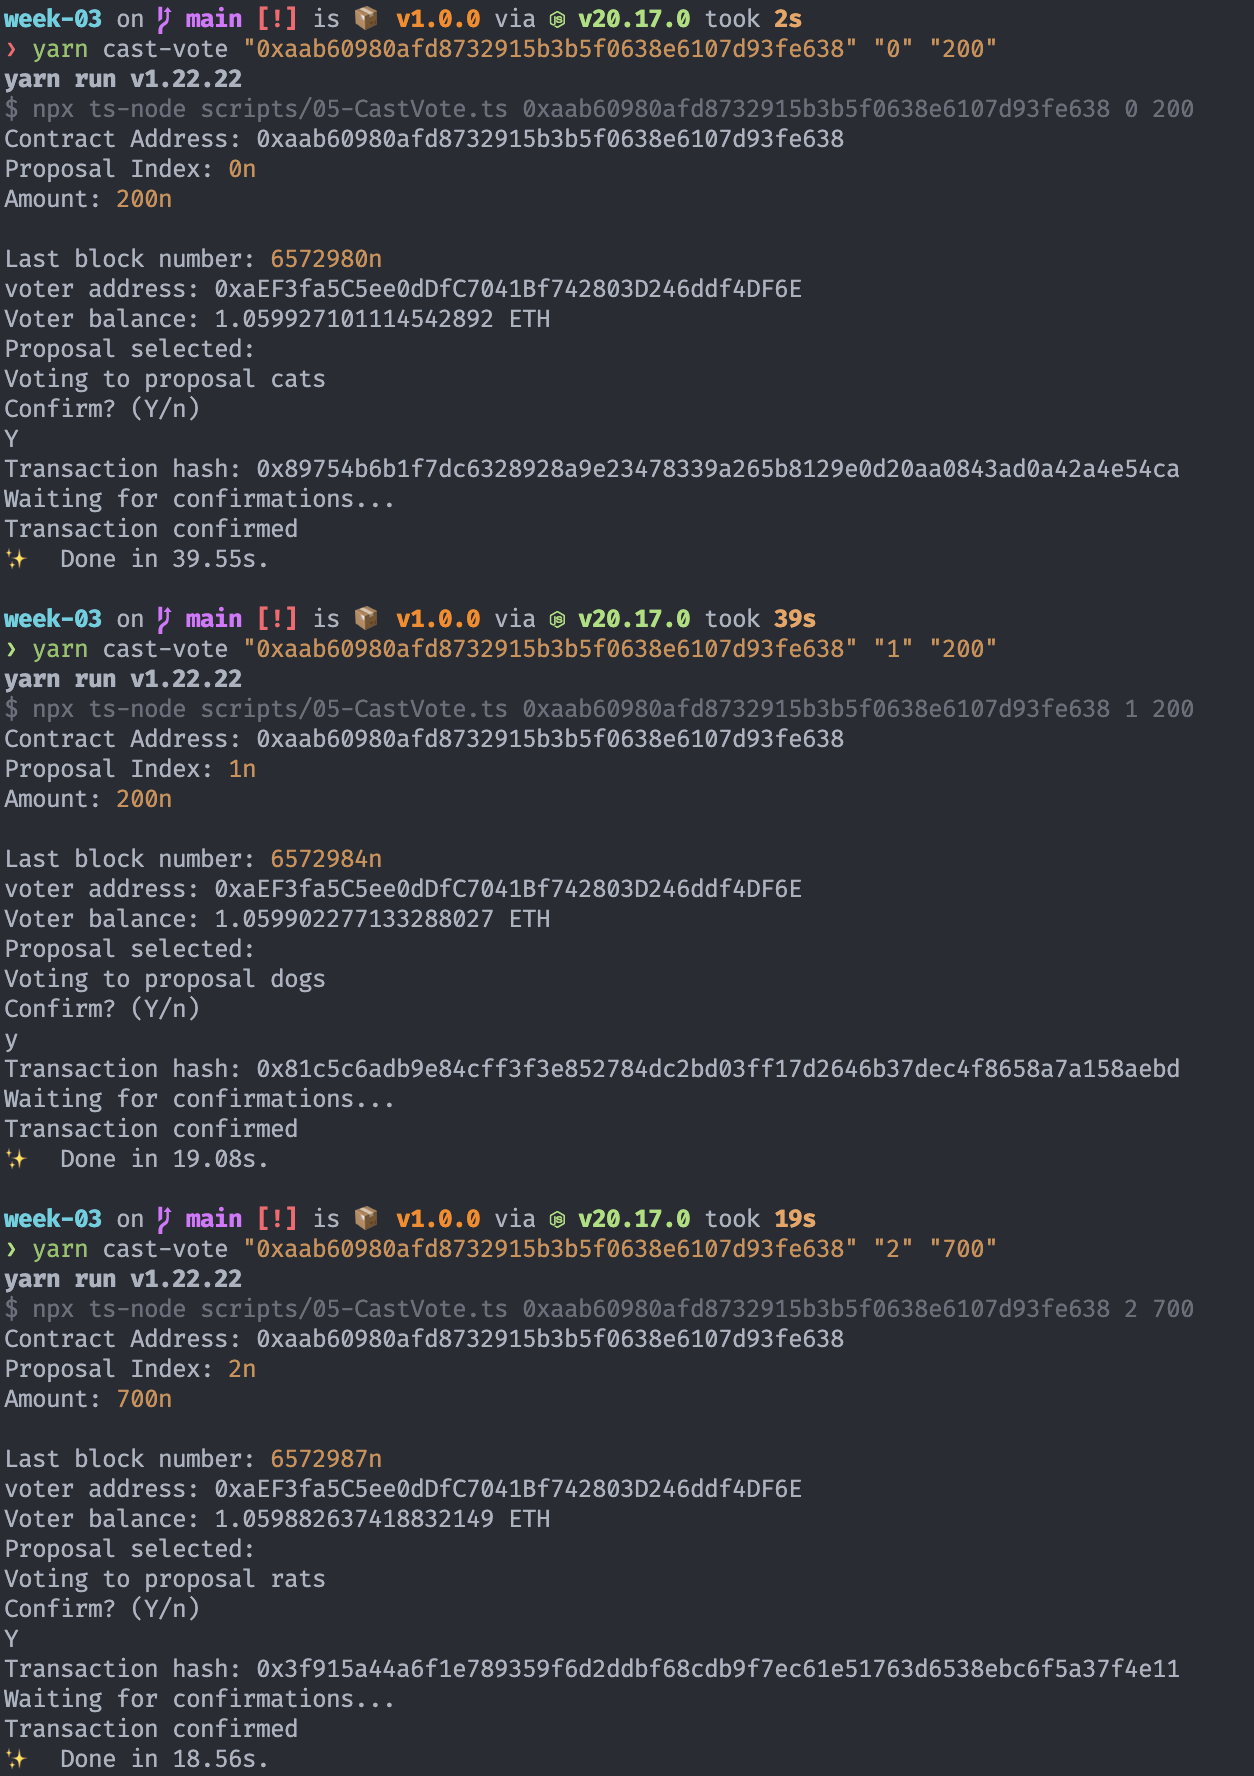 week-03 on main [!] is 📦 v1.0.0 via v20.17.0 took 2s
❯ yarn cast-vote "0xaab60980afd8732915b3b5f0638e6107d93fe638" "0" "200"
yarn run v1.22.22
$ npx ts-node scripts/05-CastVote.ts 0xaab60980afd8732915b3b5f0638e6107d93fe638 0 200
Contract Address: 0xaab60980afd8732915b3b5f0638e6107d93fe638
Proposal Index: 0n
Amount: 200n
Last block number: 6572980n
voter address: 0xaEF3fa5C5ee0dDfC7041Bf742803D246ddf4DF6E
Voter balance: 1.059927101114542892 ETH
Proposal selected:
Voting to proposal cats
Confirm? (Y/n)
Y
Transaction hash: 0x89754b6b1f7dc6328928a9e23478339a265b8129e0d20aa0843ad0a42a4e54ca
Waiting for confirmations...
Transaction confirmed
✨  Done in 39.55s.
week-03 on main [!] is 📦 v1.0.0 via v20.17.0 took 39s
❯ yarn cast-vote "0xaab60980afd8732915b3b5f0638e6107d93fe638" "1" "200"
yarn run v1.22.22
$ npx ts-node scripts/05-CastVote.ts 0xaab60980afd8732915b3b5f0638e6107d93fe638 1 200
Contract Address: 0xaab60980afd8732915b3b5f0638e6107d93fe638
Proposal Index: 1n
Amount: 200n
Last block number: 6572984n
voter address: 0xaEF3fa5C5ee0dDfC7041Bf742803D246ddf4DF6E
Voter balance: 1.059902277133288027 ETH
Proposal selected:
Voting to proposal dogs
Confirm? (Y/n)
y
Transaction hash: 0x81c5c6adb9e84cff3f3e852784dc2bd03ff17d2646b37dec4f8658a7a158aebd
Waiting for confirmations...
Transaction confirmed
✨  Done in 19.08s.
week-03 on main [!] is 📦 v1.0.0 via v20.17.0 took 19s
❯ yarn cast-vote "0xaab60980afd8732915b3b5f0638e6107d93fe638" "2" "700"
yarn run v1.22.22
$ npx ts-node scripts/05-CastVote.ts 0xaab60980afd8732915b3b5f0638e6107d93fe638 2 700
Contract Address: 0xaab60980afd8732915b3b5f0638e6107d93fe638
Proposal Index: 2n
Amount: 700n
Last block number: 6572987n
voter address: 0xaEF3fa5C5ee0dDfC7041Bf742803D246ddf4DF6E
Voter balance: 1.059882637418832149 ETH
Proposal selected:
Voting to proposal rats
Confirm? (Y/n)
Y
Transaction hash: 0x3f915a44a6f1e789359f6d2ddbf68cdb9f7ec61e51763d6538ebc6f5a37f4e11
Waiting for confirmations...
Transaction confirmed
✨  Done in 18.56s.